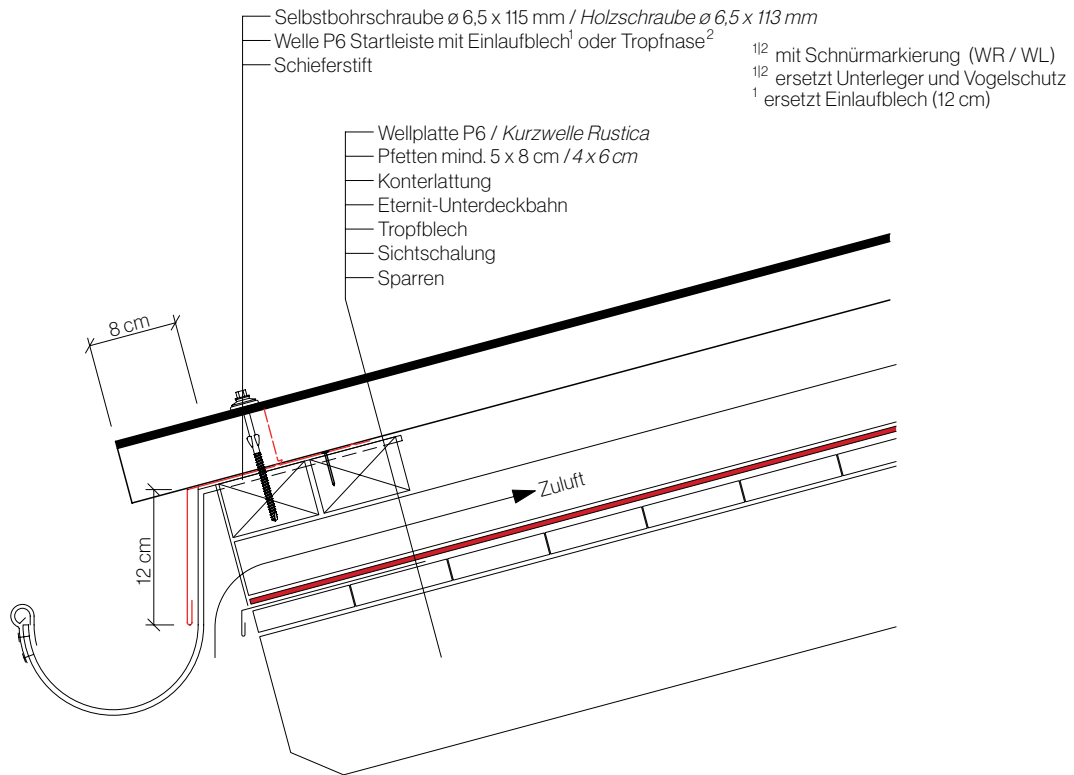 Selbstbohrschraube ø 6,5 x 115 mm / Holzschraube ø 6,5 x 113 mm
Welle P6 Startleiste mit Einlaufblech¹ oder Tropfnase²
Schieferstift
¹|² mit Schnürmarkierung (WR / WL)
¹|² ersetzt Unterleger und Vogelschutz
¹ ersetzt Einlaufblech (12 cm)
Wellplatte P6 / Kurzwelle Rustica
Pfetten mind. 5 x 8 cm / 4 x 6 cm
Konterlattung
Eternit-Unterdeckbahn
Tropfblech
Sichtschalung
Sparren
8 cm
Zuluft
12 cm